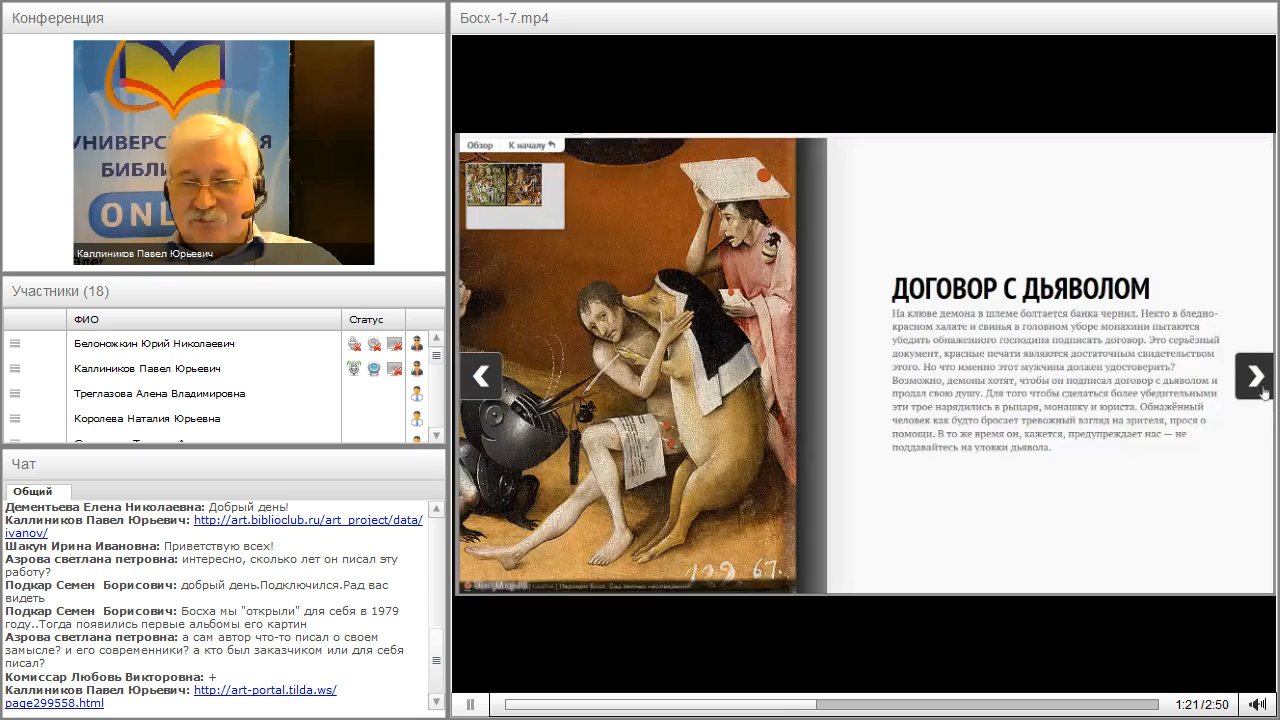 Конференция
УНИВЕРС
БИБЛИ
ONL
Каллиников Павел Юрьевич
Участники (18)
ФИО
Статус
Белоножкин Юрий Николаевич
Каллиников Павел Юрьевич
Треглазова Алена Владимировна
Королева Наталья Юрьевна
Чат
Общий
Дементьева Елена Николаевна: Добрый день!
Каллиников Павел Юрьевич: http://art.biblioclub.ru/art_project/data/
ivanov/
Шакун Ирина Ивановна: Приветствую всех!
Азрова светлана петровна: интересно, сколько лет он писал эту
работу?
Подкар Семен Борисович: добрый день.Подключился.Рад вас
видеть
Подкар Семен Борисович: Босха мы "открыли" для себя в 1979
году..Тогда появились первые альбомы его картин
Азрова светлана петровна: а сам автор что-то писал о своем
замысле? и его современники? а кто был заказчиком или для себя
писал?
Комиссар Любовь Викторовна: +
Каллиников Павел Юрьевич: http://art-portal.tilda.ws/
page299558.html
Босх-1-7.mp4
Обзор
К началу
ДОГОВОР С ДЬЯВОЛОМ
На клюве демона в шлеме болтается банка чернил. Некто в бледно-
красном халате и свинья в головном уборе монахини пытаются
убедить обнаженного господина подписать договор. Это серьёзный
документ, красные печати являются достаточным свидетельством
этого. Но что именно этот мужчина должен удостоверить?
Возможно, демоны хотят, чтобы он подписал договор с дьяволом и
продал свою душу. Для того чтобы сделаться более убедительными
эти трое нарядились в рыцаря, монашку и юриста. Обнажённый
человек как будто бросает тревожный взгляд на зрителя, прося о
помощи. В то же время он, кажется, предупреждает нас — не
поддавайтесь на уловки дьявола.
1:21/2:50